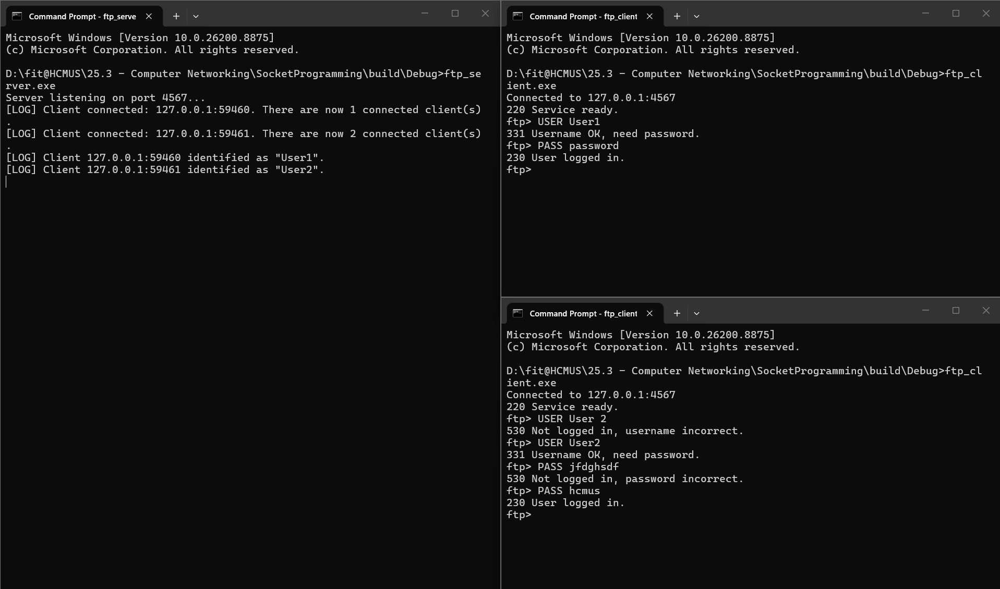 Command Prompt - ftp_serve
Microsoft Windows [Version 10.0.26200.8875]
(c) Microsoft Corporation. All rights reserved.
D:\fit@HCMUS\25.3 - Computer Networking\SocketProgramming\build\Debug>ftp_se
rver.exe
Server listening on port 4567...
[LOG] Client connected: 127.0.0.1:59460. There are now 1 connected client(s)
.
[LOG] Client connected: 127.0.0.1:59461. There are now 2 connected client(s)
.
[LOG] Client 127.0.0.1:59460 identified as "User1".
[LOG] Client 127.0.0.1:59461 identified as "User2".
Command Prompt - ftp_client
Microsoft Windows [Version 10.0.26200.8875]
(c) Microsoft Corporation. All rights reserved.
D:\fit@HCMUS\25.3 - Computer Networking\SocketProgramming\build\Debug>ftp_cl
ient.exe
Connected to 127.0.0.1:4567
220 Service ready.
ftp> USER User1
331 Username OK, need password.
ftp> PASS password
230 User logged in.
ftp>
Command Prompt - ftp_client
Microsoft Windows [Version 10.0.26200.8875]
(c) Microsoft Corporation. All rights reserved.
D:\fit@HCMUS\25.3 - Computer Networking\SocketProgramming\build\Debug>ftp_cl
ient.exe
Connected to 127.0.0.1:4567
220 Service ready.
ftp> USER User 2
530 Not logged in, username incorrect.
ftp> USER User2
331 Username OK, need password.
ftp> PASS jfdghsdf
530 Not logged in, password incorrect.
ftp> PASS hcmus
230 User logged in.
ftp>